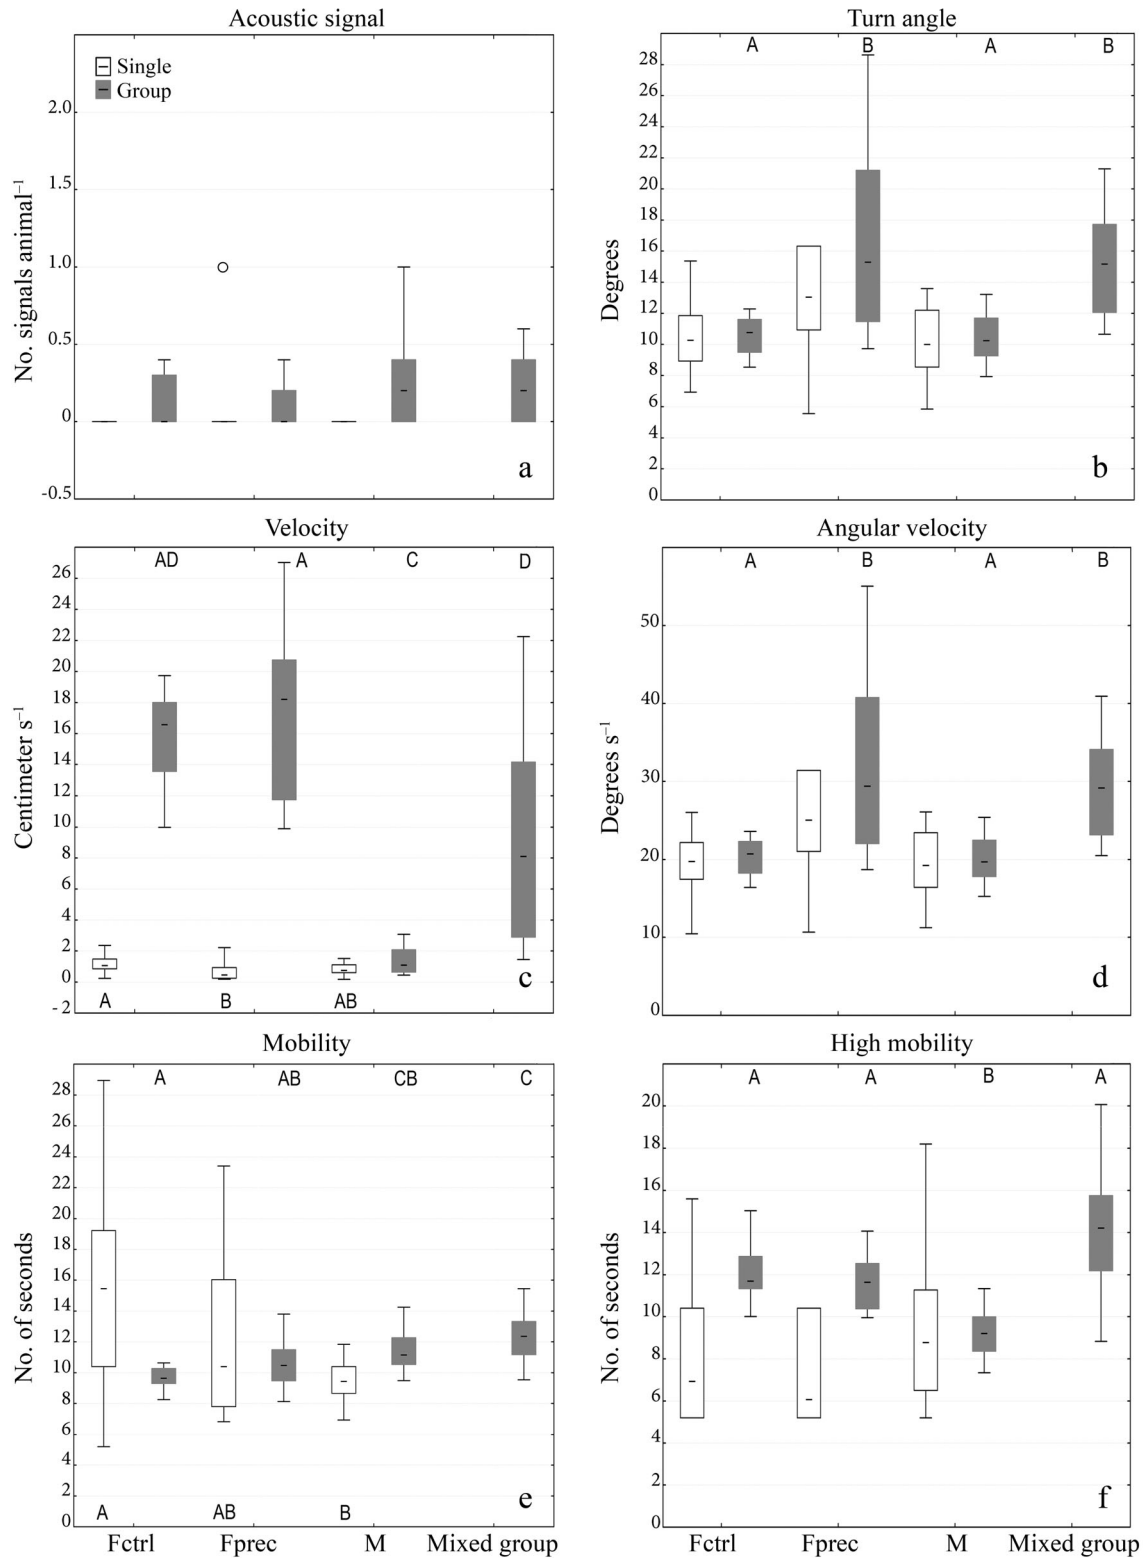 Acoustic signal
Single
Group
2.0
1.5
1.0
0.5
0
-0.5
No. signals animal⁻¹
a
Turn angle
A B A B
28
26
24
22
20
18
16
14
12
10
8
6
4
2
0
Degrees
b
Velocity
AD A C D
26
24
22
20
18
16
14
12
10
8
6
4
2
0
-2
Centimeter s⁻¹
A B AB
c
Angular velocity
A B A B
50
40
30
20
10
0
Degrees s⁻¹
d
Mobility
A AB CB C
28
26
24
22
20
18
16
14
12
10
8
6
4
2
0
No. of seconds
A AB B
e
Fctrl Fprec M Mixed group
High mobility
A A B A
20
18
16
14
12
10
8
6
4
2
0
No. of seconds
f
Fctrl Fprec M Mixed group